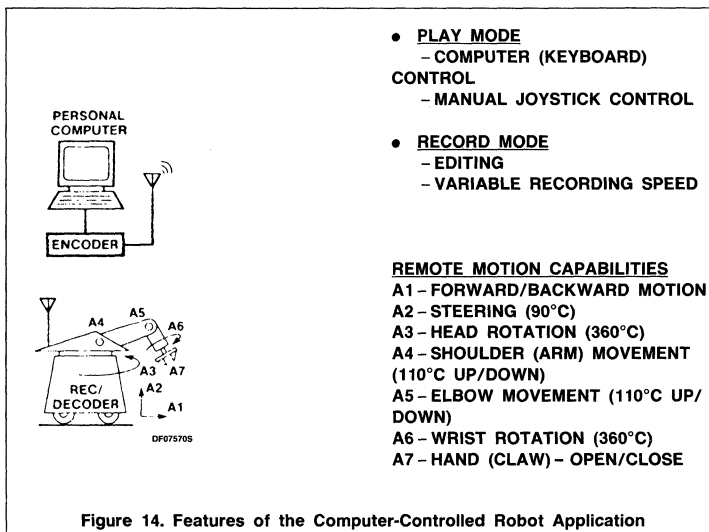 ● PLAY MODE
– COMPUTER (KEYBOARD)
CONTROL
– MANUAL JOYSTICK CONTROL
● RECORD MODE
– EDITING
– VARIABLE RECORDING SPEED
PERSONAL
COMPUTER
ENCODER
REMOTE MOTION CAPABILITIES
A1 – FORWARD/BACKWARD MOTION
A2 – STEERING (90°C)
A3 – HEAD ROTATION (360°C)
A4 – SHOULDER (ARM) MOVEMENT
(110°C UP/DOWN)
A5 – ELBOW MOVEMENT (110°C UP/
DOWN)
A6 – WRIST ROTATION (360°C)
A7 – HAND (CLAW) – OPEN/CLOSE
A4
A5
A6
A3
A7
REC/
DECODER
A2
A1
DF07570S
Figure 14. Features of the Computer-Controlled Robot Application